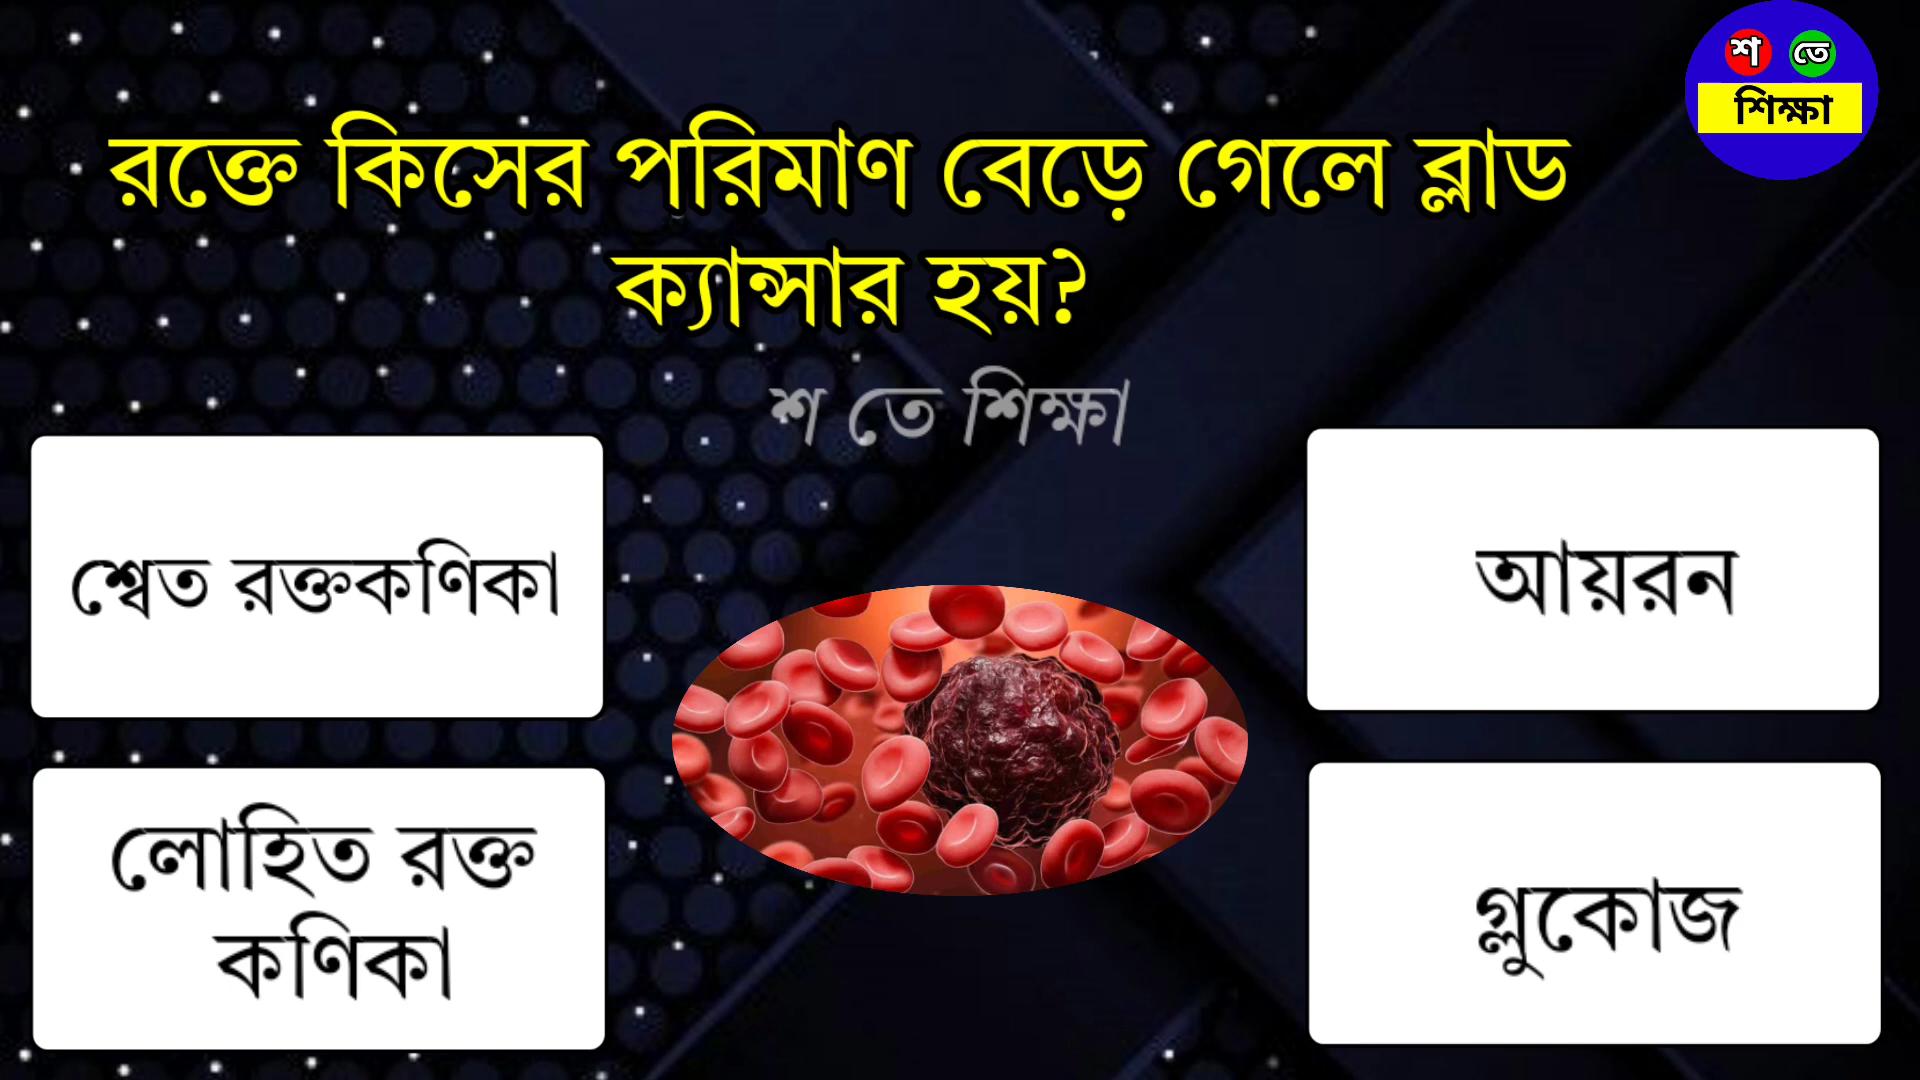 শ তে
শিক্ষা
রক্তে কিসের পরিমাণ বেড়ে গেলে ব্লাড
ক্যান্সার হয়?
শ তে শিক্ষা
শ্বেত রক্তকণিকা
আয়রন
লোহিত রক্ত
কণিকা
গ্লুকোজ